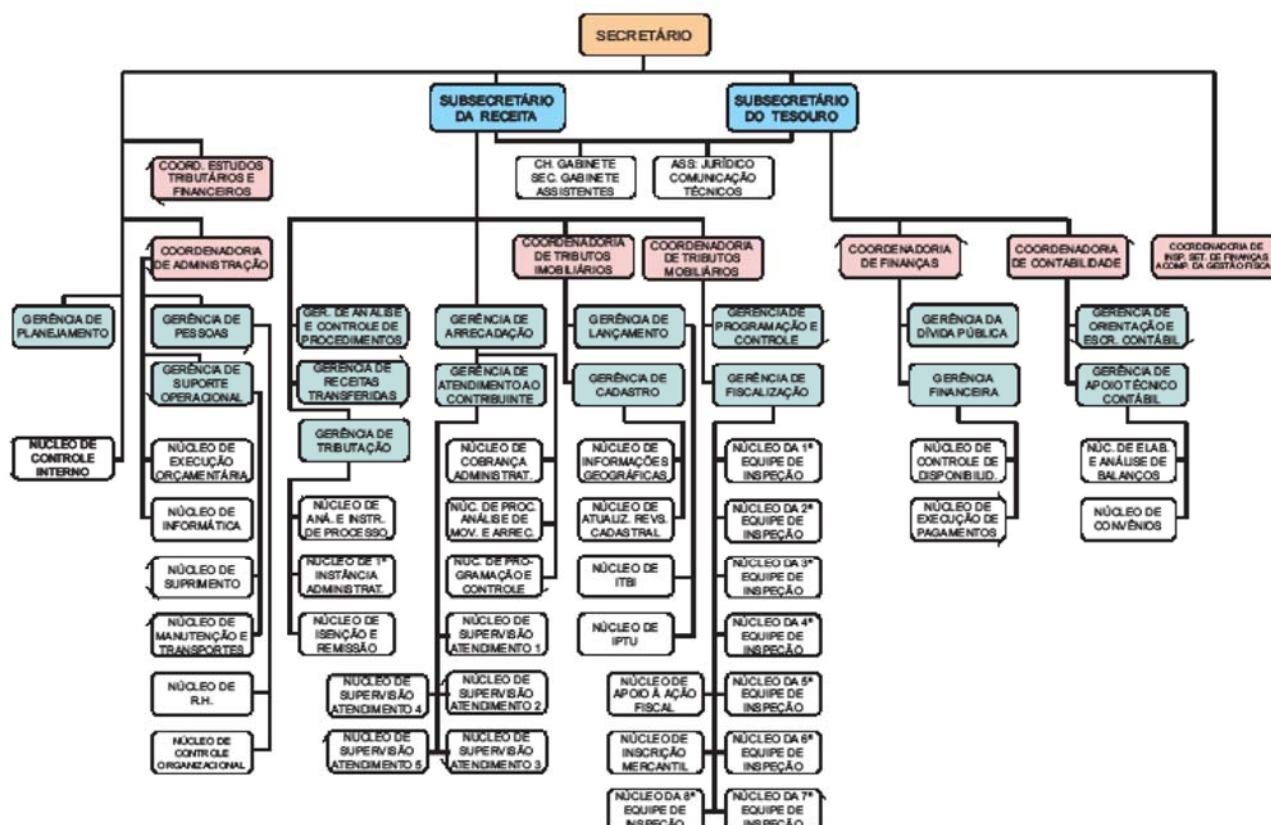 SECRETÁRIO
SUBSECRETÁRIO
DA RECEITA
SUBSECRETÁRIO
DO TESOURO
COORD. ESTUDOS
TRIBUTÁRIOS E
FINANCEIROS
CH. GABINETE
SEC. GABINETE
ASSISTENTES
ASS: JURÍDICO
COMUNICAÇÃO
TÉCNICOS
COORDENADORIA
DE ADMINISTRAÇÃO
COORDENADORIA
DE TRIBUTOS
IMOBILIÁRIOS
COORDENADORIA
DE TRIBUTOS
MOBILIÁRIOS
COORDENADORIA
DE FINANÇAS
COORDENADORIA
DE CONTABILIDADE
COORDENADORIA DE
INSP. SET. DE FINANÇAS
ACOMP. DA GESTÃO FISCAL
GERÊNCIA DE
PLANEJAMENTO
GERÊNCIA DE
PESSOAS
GER. DE ANÁLISE
E CONTROLE DE
PROCEDIMENTOS
GERÊNCIA DE
ARRECADAÇÃO
GERÊNCIA DE
LANÇAMENTO
GERENCIA DE
PROGRAMAÇÃO E
CONTROLE
GERÊNCIA DA
DÍVIDA PÚBLICA
GERENCIA DE
ORIENTAÇÃO E
ESCR. CONTÁBIL
GERÊNCIA DE
SUPORTE
OPERACIONAL
GERENCIA DE
RECEITAS
TRANSFERIDAS
GERÊNCIA DE
ATENDIMENTO AO
CONTRIBUINTE
GERÊNCIA DE
CADASTRO
GERÊNCIA DE
FISCALIZAÇÃO
GERÊNCIA
FINANCEIRA
GERÊNCIA DE
APOIO TÉCNICO
CONTÁBIL
GERÊNCIA DE
TRIBUTAÇÃO
NÚCLEO DE
CONTROLE
INTERNO
NÚCLEO DE
EXECUÇÃO
ORÇAMENTÁRIA
NÚCLEO DE
COBRANÇA
ADMINISTRAT.
NÚCLEO DE
INFORMAÇÕES
GEOGRÁFICAS
NÚCLEO DA 1ª
EQUIPE DE
INSPEÇÃO
NÚCLEO DE
CONTROLE DE
DISPONIBILID.
NÚC. DE ELAB.
E ANÁLISE DE
BALANÇOS
NÚCLEO DE
INFORMÁTICA
NÚCLEO DE
ANÁ. E INSTR.
DE PROCESSO
NÚC. DE PROC.
ANÁLISE DE
MOV. E ARREC.
NÚCLEO DE
ATUALIZ. REVS.
CADASTRAL
NÚCLEO DA 2ª
EQUIPE DE
INSPEÇÃO
NÚCLEO DE
EXECUÇÃO DE
PAGAMENTOS
NÚCLEO DE
CONVÊNIOS
NÚCLEO DE
SUPRIMENTO
NÚCLEO DE 1ª
INSTÂNCIA
ADMINISTRAT.
NÚC. DE PRO-
GRAMAÇÃO E
CONTROLE
NÚCLEO DE
ITBI
NÚCLEO DA 3ª
EQUIPE DE
INSPEÇÃO
NÚCLEO DE
MANUTENÇÃO E
TRANSPORTES
NÚCLEO DE
ISENÇÃO E
REMISSÃO
NÚCLEO DE
SUPERVISÃO
ATENDIMENTO 1
NÚCLEO DE
IPTU
NÚCLEO DA 4ª
EQUIPE DE
INSPEÇÃO
NÚCLEO DE
R.H.
NÚCLEO DE
SUPERVISÃO
ATENDIMENTO 4
NÚCLEO DE
SUPERVISÃO
ATENDIMENTO 2
NÚCLEO DE
APOIO À AÇÃO
FISCAL
NÚCLEO DA 5ª
EQUIPE DE
INSPEÇÃO
NÚCLEO DE
CONTROLE
ORGANIZACIONAL
NÚCLEO DE
SUPERVISÃO
ATENDIMENTO 5
NÚCLEO DE
SUPERVISÃO
ATENDIMENTO 3
NÚCLEO DE
INSCRIÇÃO
MERCANTIL
NÚCLEO DA 6ª
EQUIPE DE
INSPEÇÃO
NÚCLEO DA 8ª
EQUIPE DE
INSPEÇÃO
NÚCLEO DA 7ª
EQUIPE DE
INSPEÇÃO